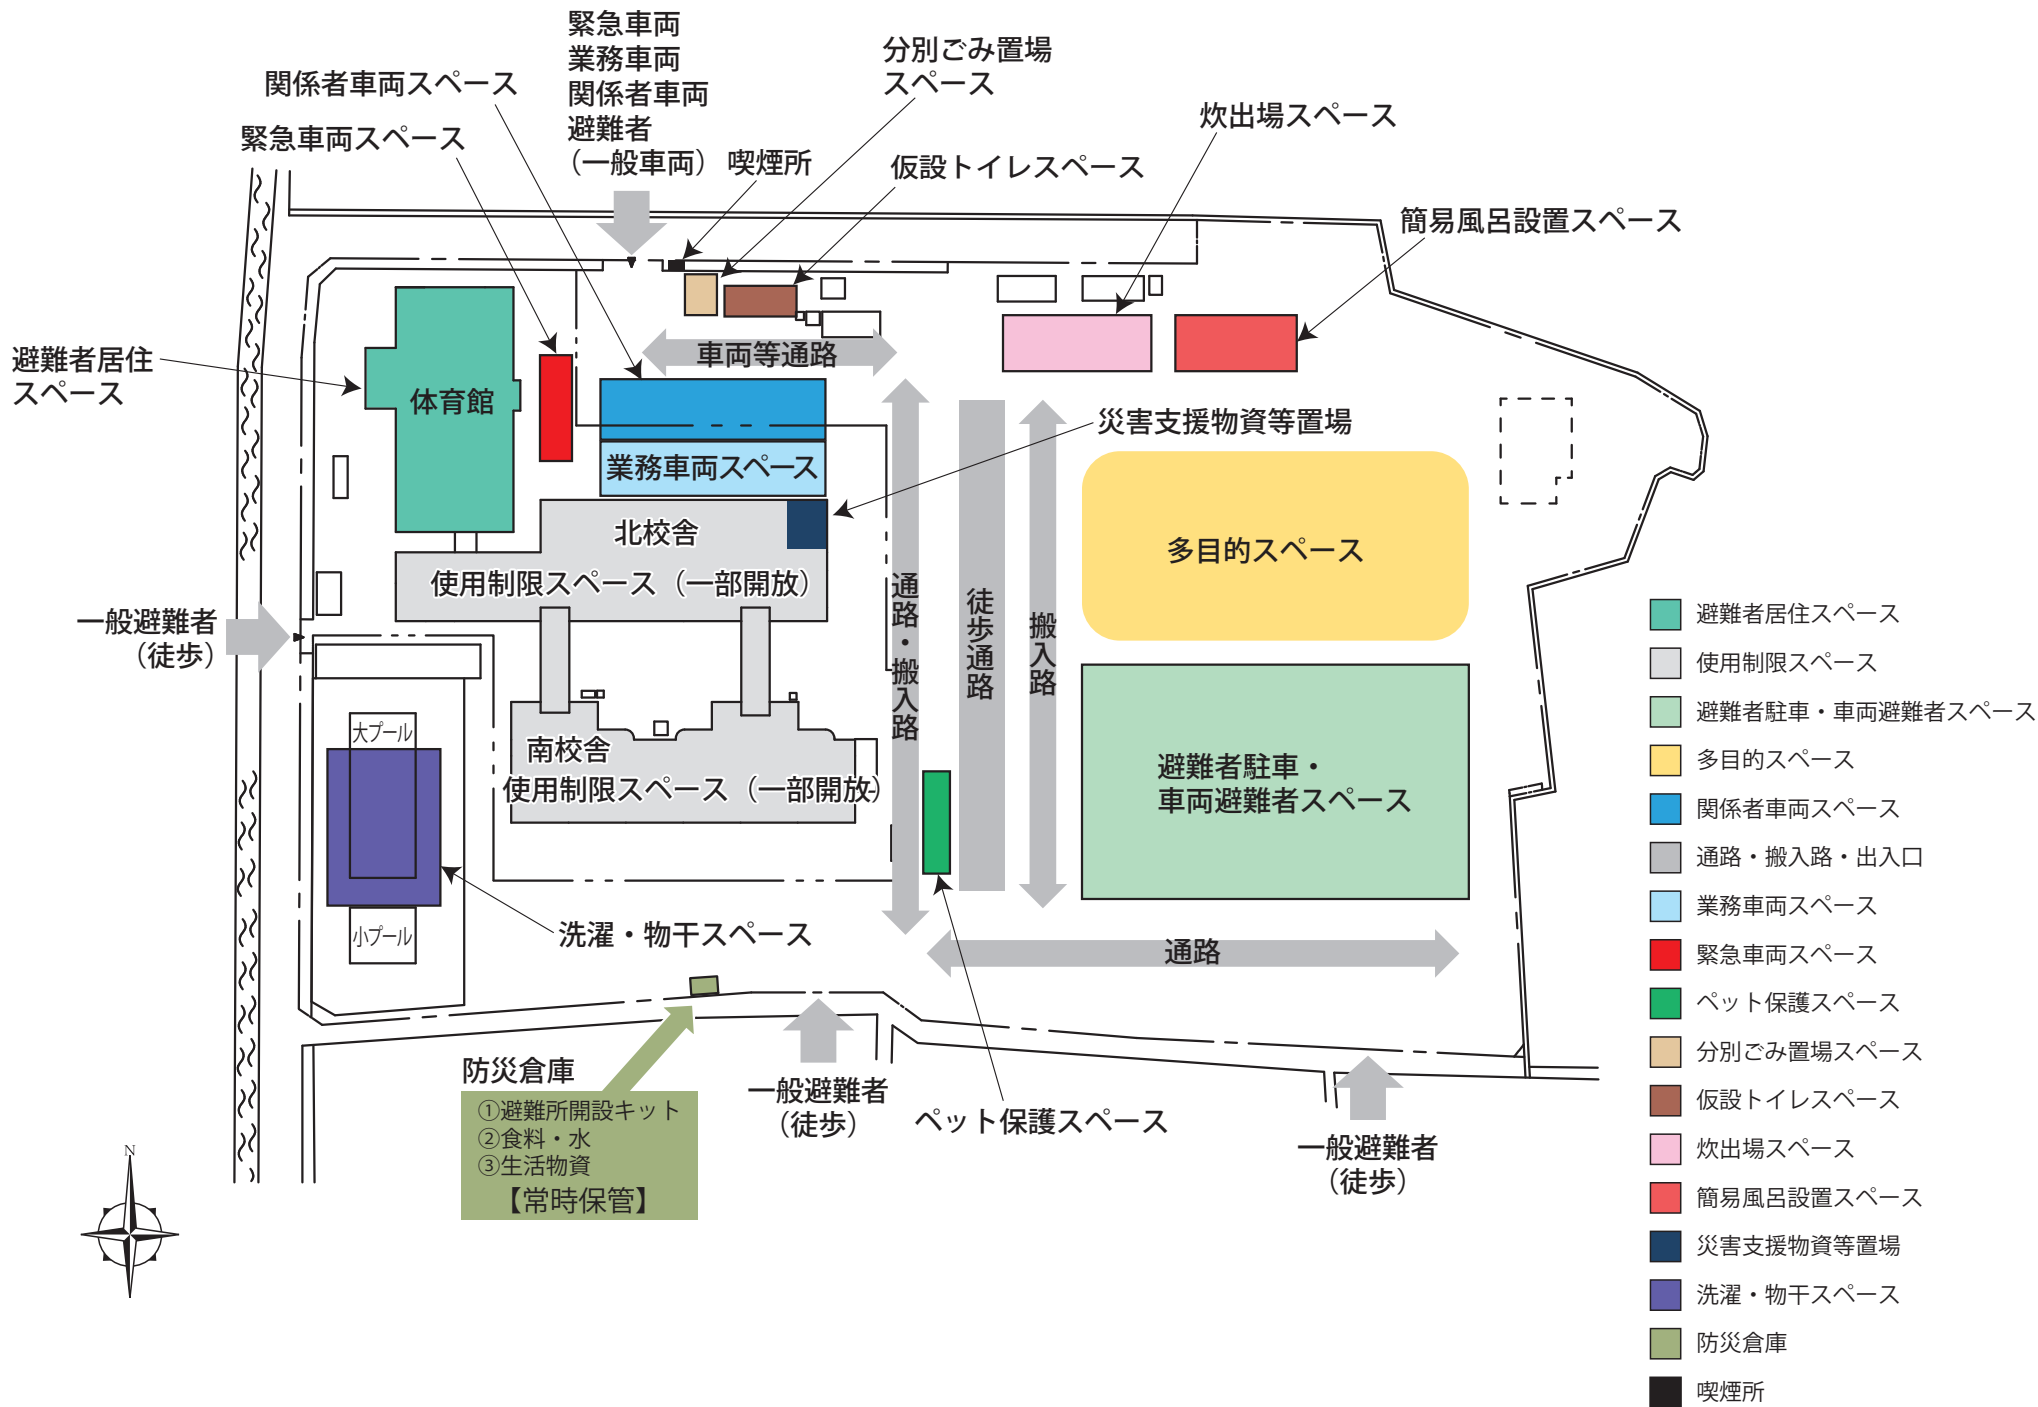 緊急車両
業務車両
関係者車両
避難者
（一般車両）
喫煙所
分別ごみ置場
スペース
関係者車両スペース
緊急車両スペース
仮設トイレスペース
炊出場スペース
簡易風呂設置スペース
避難者居住
スペース
体育館
車両等通路
業務車両スペース
災害支援物資等置場
北校舎
使用制限スペース（一部開放）
通路・搬入路
徒歩通路
搬入路
多目的スペース
一般避難者
（徒歩）
大プール
南校舎
使用制限スペース（一部開放）
避難者駐車・
車両避難者スペース
小プール
洗濯・物干スペース
通路
防災倉庫
①避難所開設キット
②食料・水
③生活物資
【常時保管】
一般避難者
（徒歩）
ペット保護スペース
一般避難者
（徒歩）
N
避難者居住スペース
使用制限スペース
避難者駐車・車両避難者スペース
多目的スペース
関係者車両スペース
通路・搬入路・出入口
業務車両スペース
緊急車両スペース
ペット保護スペース
分別ごみ置場スペース
仮設トイレスペース
炊出場スペース
簡易風呂設置スペース
災害支援物資等置場
洗濯・物干スペース
防災倉庫
喫煙所